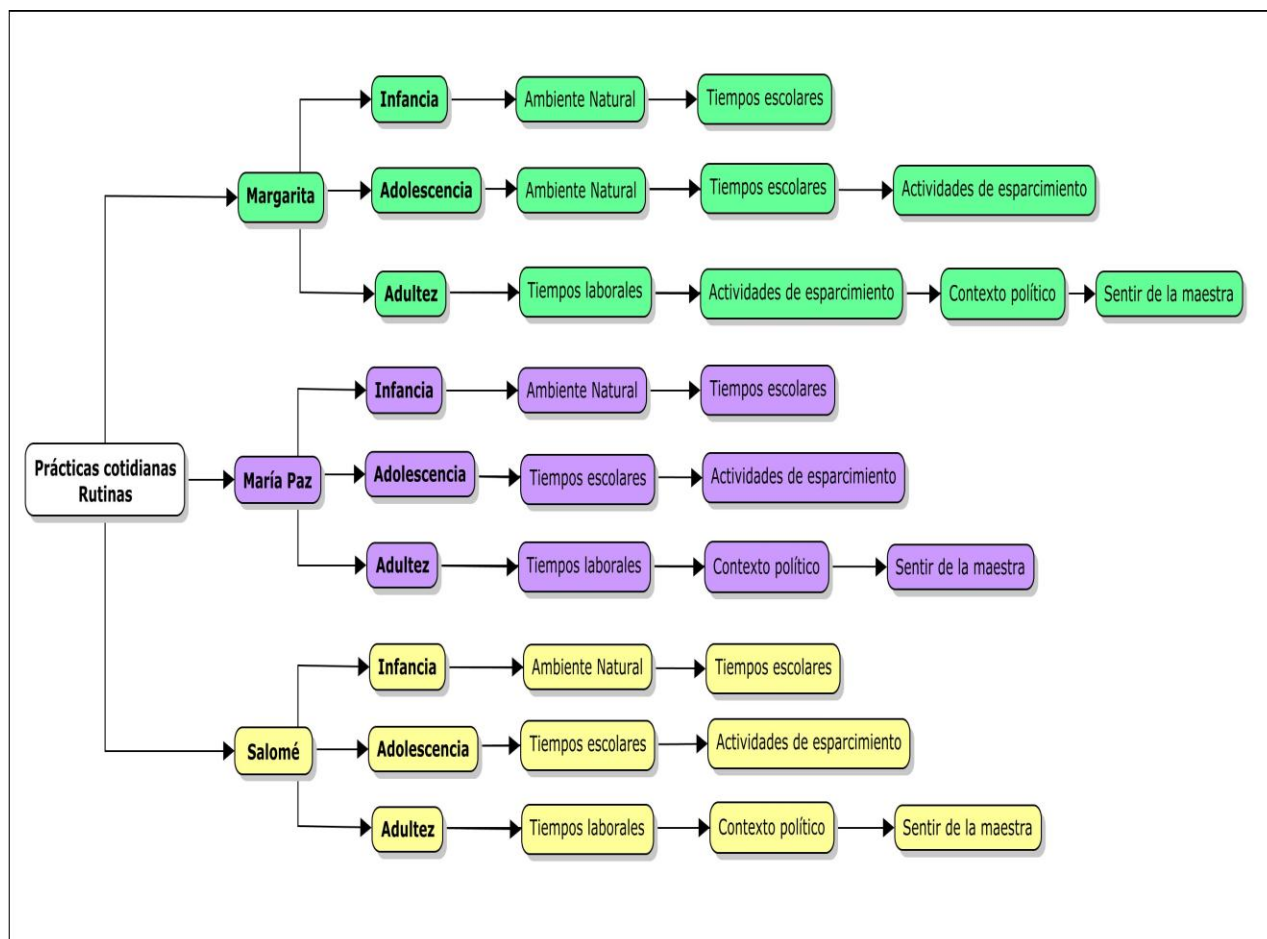 Infancia
Ambiente Natural
Tiempos escolares
Margarita
Adolescencia
Ambiente Natural
Tiempos escolares
Actividades de esparcimiento
Adultez
Tiempos laborales
Actividades de esparcimiento
Contexto político
Sentir de la maestra
Prácticas cotidianas
Rutinas
Infancia
Ambiente Natural
Tiempos escolares
María Paz
Adolescencia
Tiempos escolares
Actividades de esparcimiento
Adultez
Tiempos laborales
Contexto político
Sentir de la maestra
Infancia
Ambiente Natural
Tiempos escolares
Salomé
Adolescencia
Tiempos escolares
Actividades de esparcimiento
Adultez
Tiempos laborales
Contexto político
Sentir de la maestra